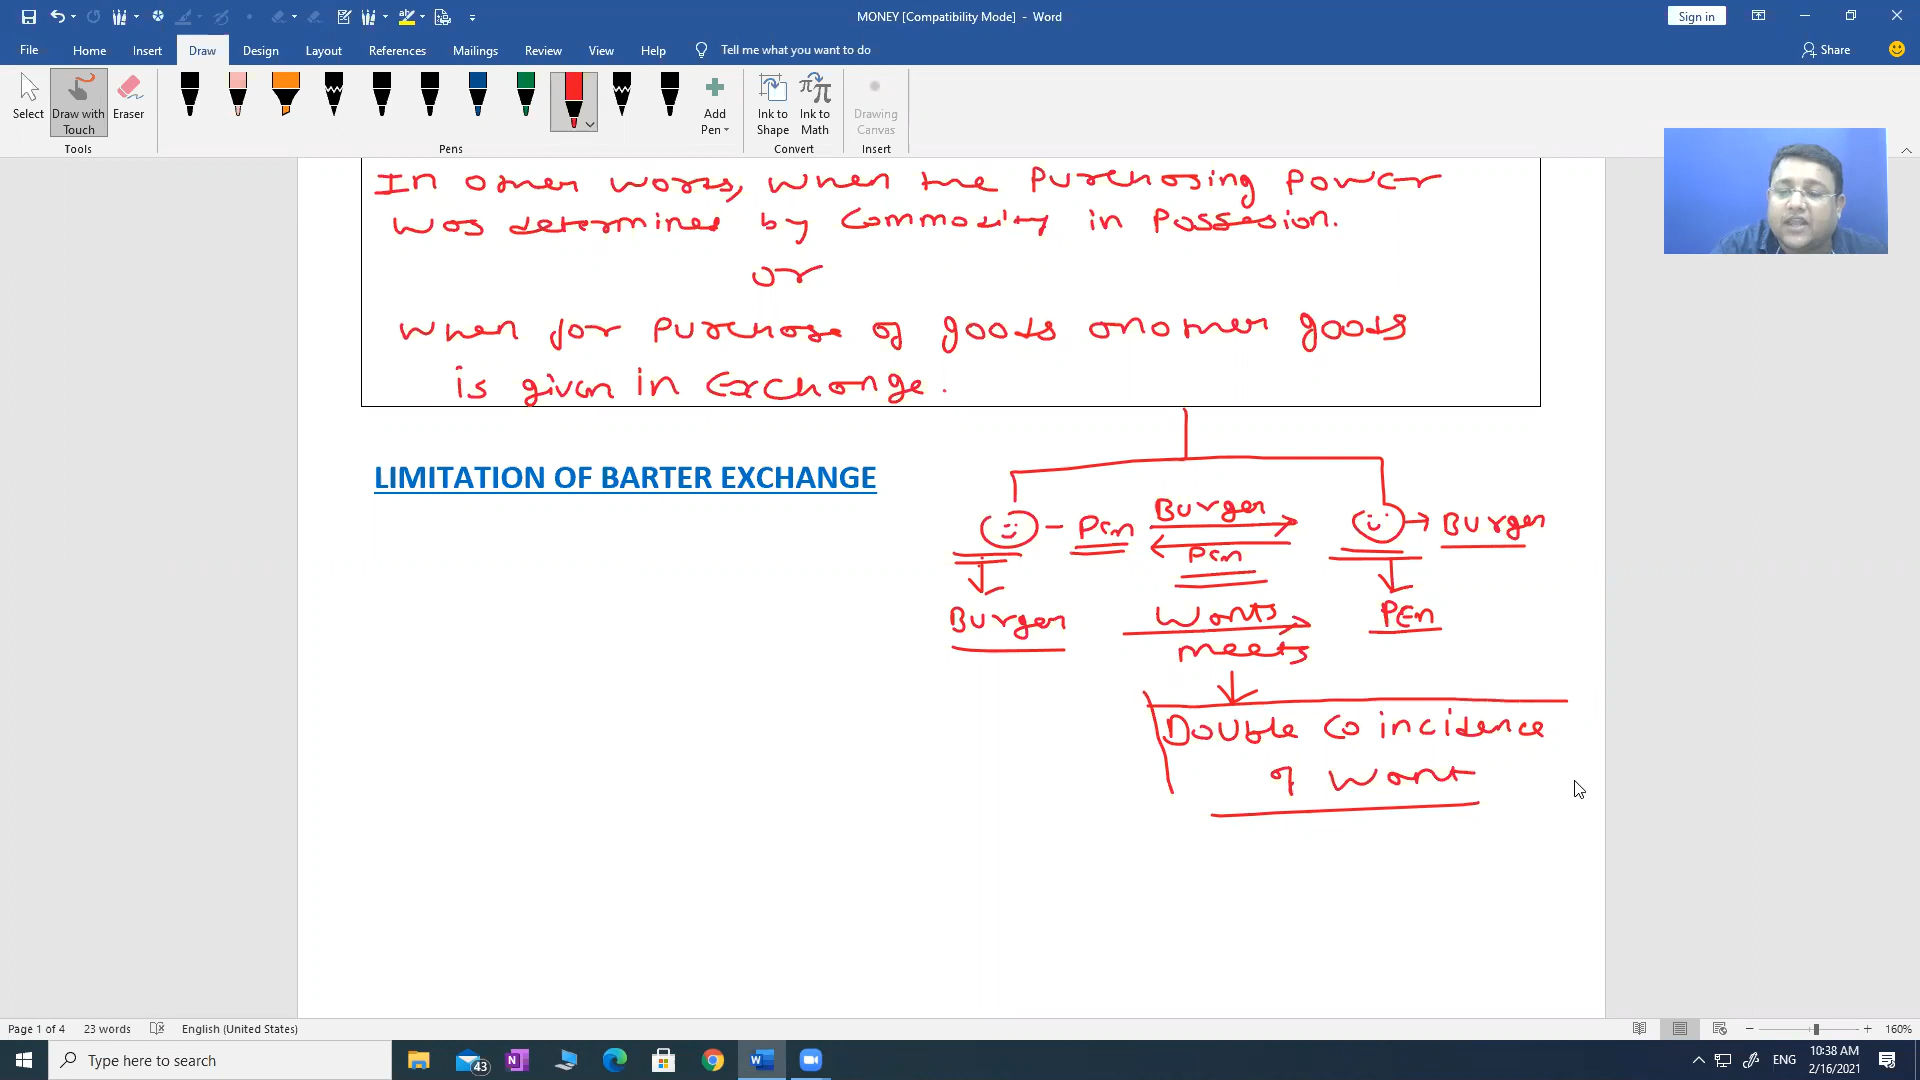 MONEY [Compatibility Mode] - Word
Sign in
File Home Insert Draw Design Layout References Mailings Review View Help Tell me what you want to do Share
Select Draw with Touch Eraser Add Pen Ink to Shape Ink to Math Drawing Canvas
Tools Pens Convert Insert
In other words, when the purchasing power
was determined by commodity in possesion.
or
when for purchase of goods another goods
is given in Exchange.
LIMITATION OF BARTER EXCHANGE
Pen Burger Burger
Pen
Burger Wants PEn
meets
Double Co incidence
of want
Page 1 of 4 23 words English (United States) 160%
Type here to search 43 ENG 10:38 AM
2/16/2021